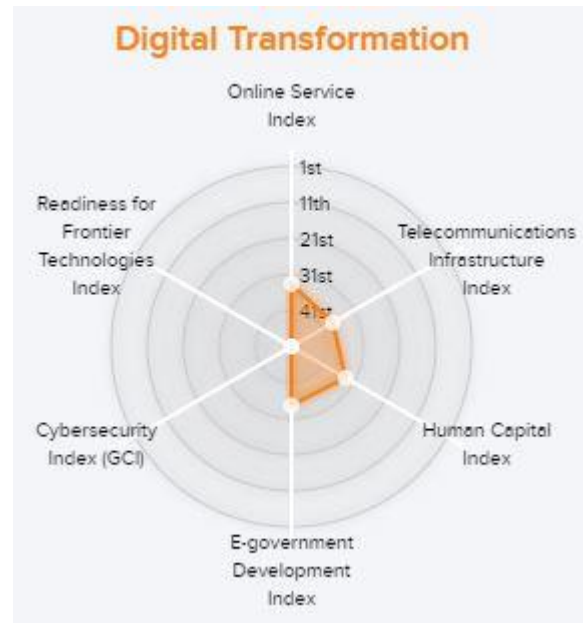 Digital Transformation
Online Service
Index
1st
11th
21st
31st
41st
Telecommunications
Infrastructure
Index
Human Capital
Index
E-government
Development
Index
Cybersecurity
Index (GCI)
Readiness for
Frontier
Technologies
Index